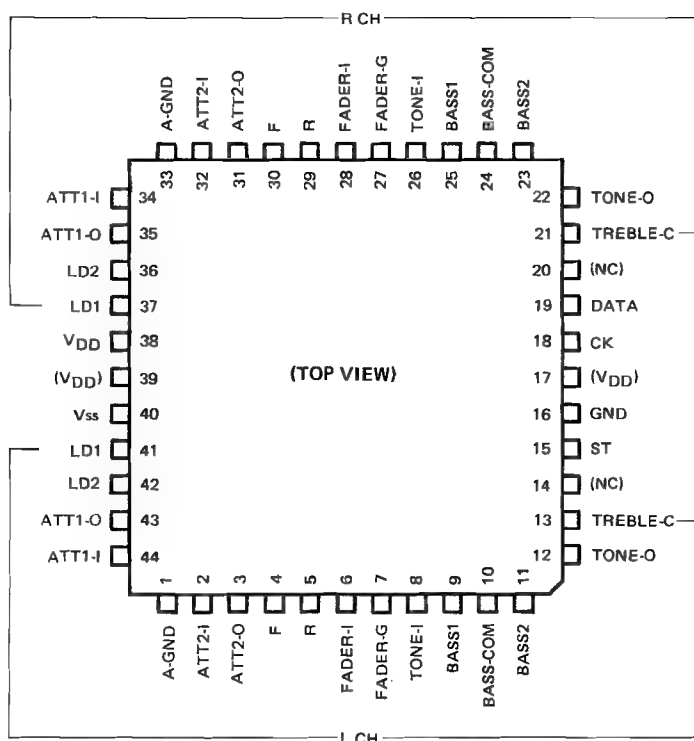 R CH
A-GND
ATT2-I
ATT2-O
F
R
FADER-I
FADER-G
TONE-I
BASS1
BASS-COM
BASS2
33
32
31
30
29
28
27
26
25
24
23
ATT1-I 34
ATT1-O 35
LD2 36
LD1 37
VDD 38
(VDD) 39
Vss 40
LD1 41
LD2 42
ATT1-O 43
ATT1-I 44
(TOP VIEW)
22 TONE-O
21 TREBLE-C
20 (NC)
19 DATA
18 CK
17 (VDD)
16 GND
15 ST
14 (NC)
13 TREBLE-C
12 TONE-O
1
2
3
4
5
6
7
8
9
10
11
A-GND
ATT2-I
ATT2-O
F
R
FADER-I
FADER-G
TONE-I
BASS1
BASS-COM
BASS2
L CH